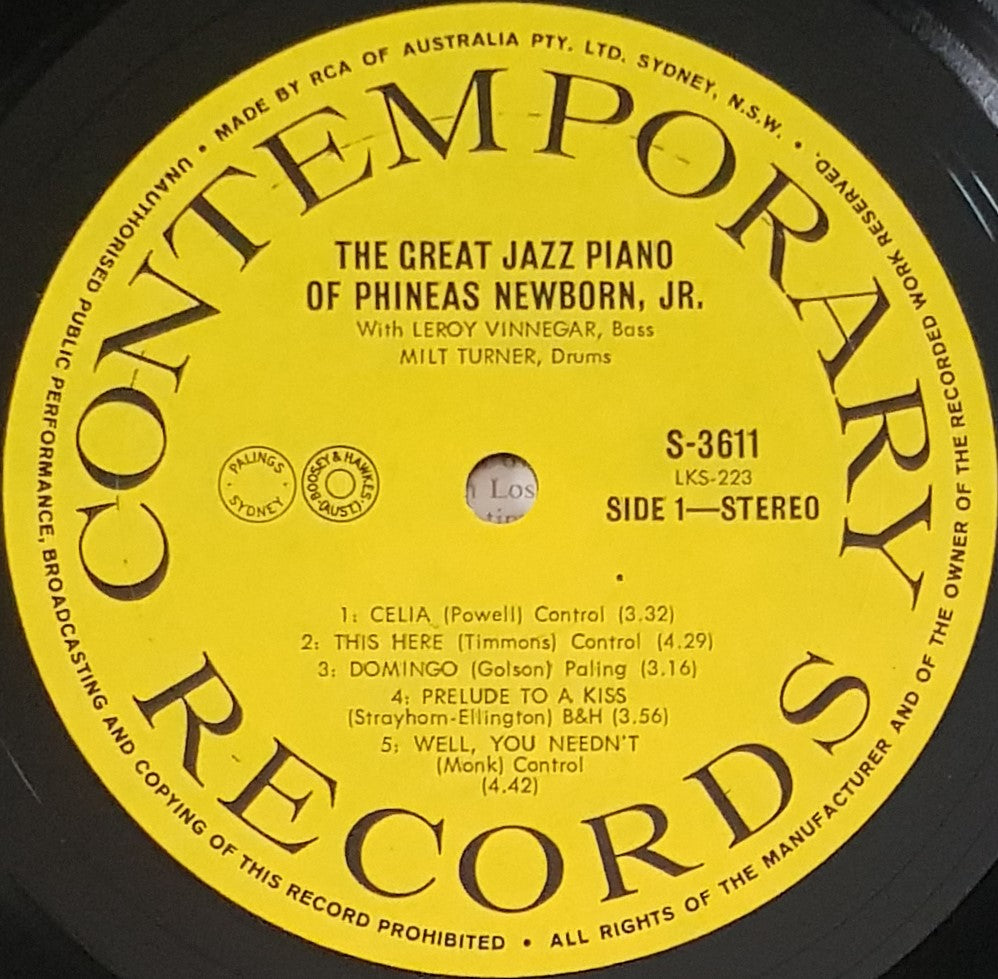 MADE BY RCA OF AUSTRALIA PTY. LTD. SYDNEY, N.S.W. •
CONTEMPORARY
THE GREAT JAZZ PIANO
OF PHINEAS NEWBORN, JR.
With LEROY VINNEGAR, Bass
MILT TURNER, Drums
PALINGS
SYDNEY
BOOSEY & HAWKES
(AUST)
S-3611
LKS-223
SIDE 1—STEREO
Los
1: CELIA (Powell) Control (3.32)
2: THIS HERE (Timmons) Control (4.29)
3: DOMINGO (Golson) Paling (3.16)
4: PRELUDE TO A KISS
(Strayhorn-Ellington) B&H (3.56)
5: WELL, YOU NEEDN'T
(Monk) Control
(4.42)
RECORDS
UNAUTHORISED PUBLIC PERFORMANCE, BROADCASTING AND COPYING OF THIS RECORD PROHIBITED •
ALL RIGHTS OF THE MANUFACTURER AND OF THE OWNER OF THE RECORDED WORK RESERVED.